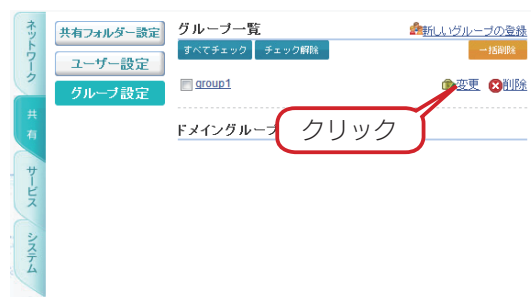 ネットワーク
共有
サービス
システム
共有フォルダー設定
ユーザー設定
グループ設定
グループ一覧
新しいグループの登録
すべてチェック チェック解除
一括削除
group1
変更 削除
ドメイングループ
クリック